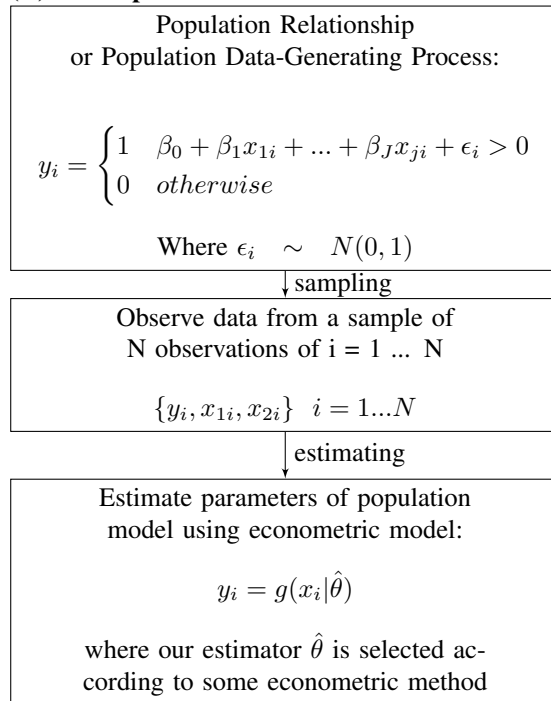 Population Relationship
or Population Data-Generating Process:
y_i = { 1   β_0 + β_1x_{1i} + ... + β_Jx_{ji} + ϵ_i > 0
0   otherwise
Where ϵ_i ∼ N(0, 1)
sampling
Observe data from a sample of
N observations of i = 1 ... N
{y_i, x_{1i}, x_{2i}} i = 1...N
estimating
Estimate parameters of population
model using econometric model:
y_i = g(x_i|θ̂)
where our estimator θ̂ is selected ac-
cording to some econometric method